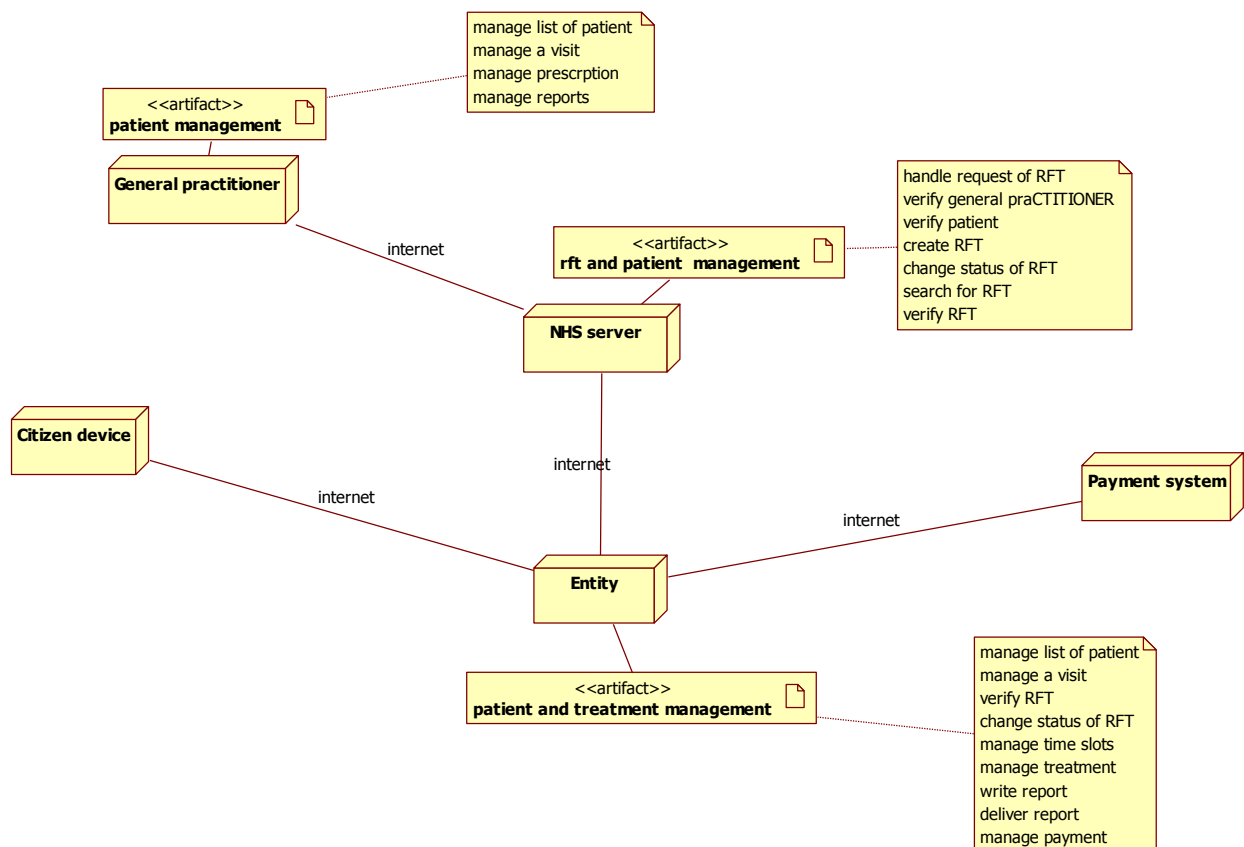 manage list of patient
manage a visit
manage prescrption
manage reports
<<artifact>>
patient management
General practitioner
internet
handle request of RFT
verify general praCTITIONER
verify patient
create RFT
change status of RFT
search for RFT
verify RFT
<<artifact>>
rft and patient  management
NHS server
Citizen device
internet
internet
Payment system
internet
Entity
<<artifact>>
patient and treatment management
manage list of patient
manage a visit
verify RFT
change status of RFT
manage time slots
manage treatment
write report
deliver report
manage payment